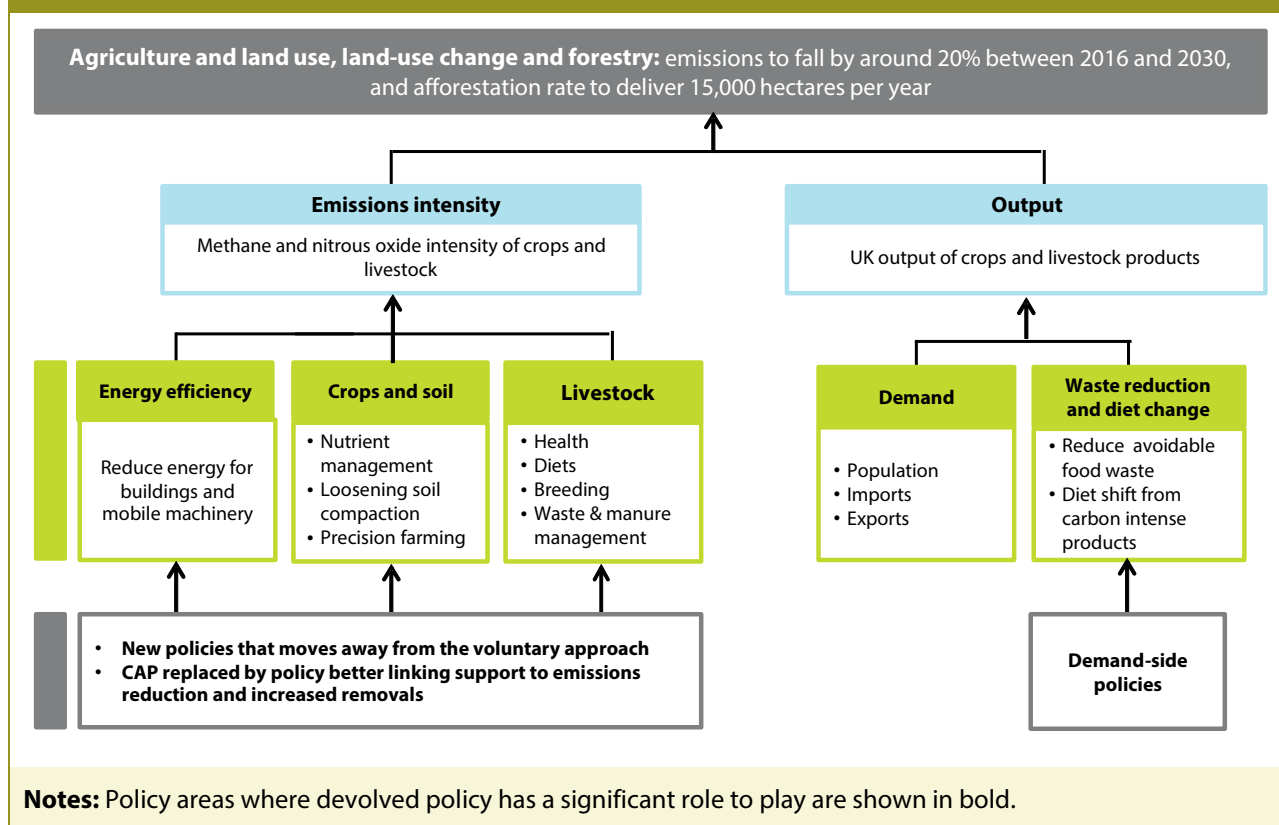 Agriculture and land use, land-use change and forestry: emissions to fall by around 20% between 2016 and 2030,
and afforestation rate to deliver 15,000 hectares per year
Emissions intensity
Methane and nitrous oxide intensity of crops and
livestock
Output
UK output of crops and livestock products
Energy efficiency
Reduce energy for
buildings and
mobile machinery
Crops and soil
• Nutrient
management
• Loosening soil
compaction
• Precision farming
Livestock
• Health
• Diets
• Breeding
• Waste & manure
management
Demand
• Population
• Imports
• Exports
Waste reduction
and diet change
• Reduce avoidable
food waste
• Diet shift from
carbon intense
products
• New policies that moves away from the voluntary approach
• CAP replaced by policy better linking support to emissions
reduction and increased removals
Demand-side
policies
Notes: Policy areas where devolved policy has a significant role to play are shown in bold.